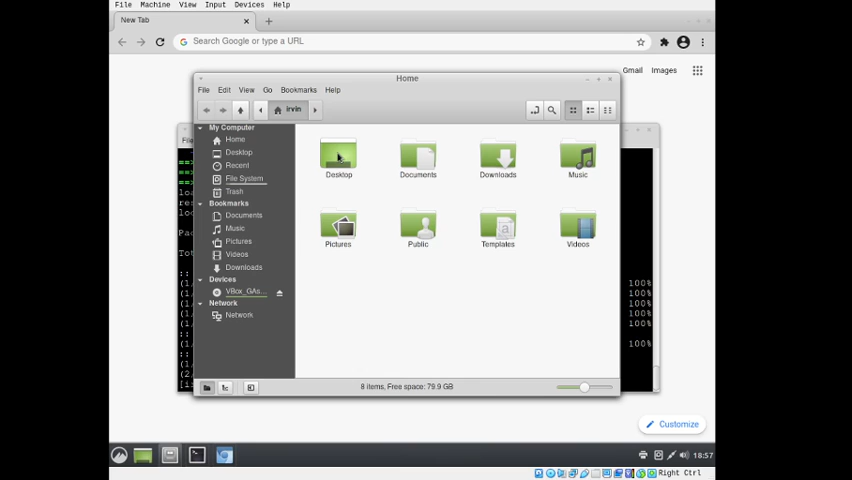 File Machine View Input Devices Help
New Tab
Search Google or type a URL
Gmail Images
Home
File Edit View Go Bookmarks Help
irvin
My Computer
Home
Desktop
Recent
File System
Trash
Bookmarks
Documents
Music
Pictures
Videos
Downloads
Devices
VBox_GAs...
Network
Network
Desktop Documents Downloads Music
Pictures Public Templates Videos
8 items, Free space: 79.9 GB
100%
100%
100%
100%
100%
100%
Customize
18:57
Right Ctrl